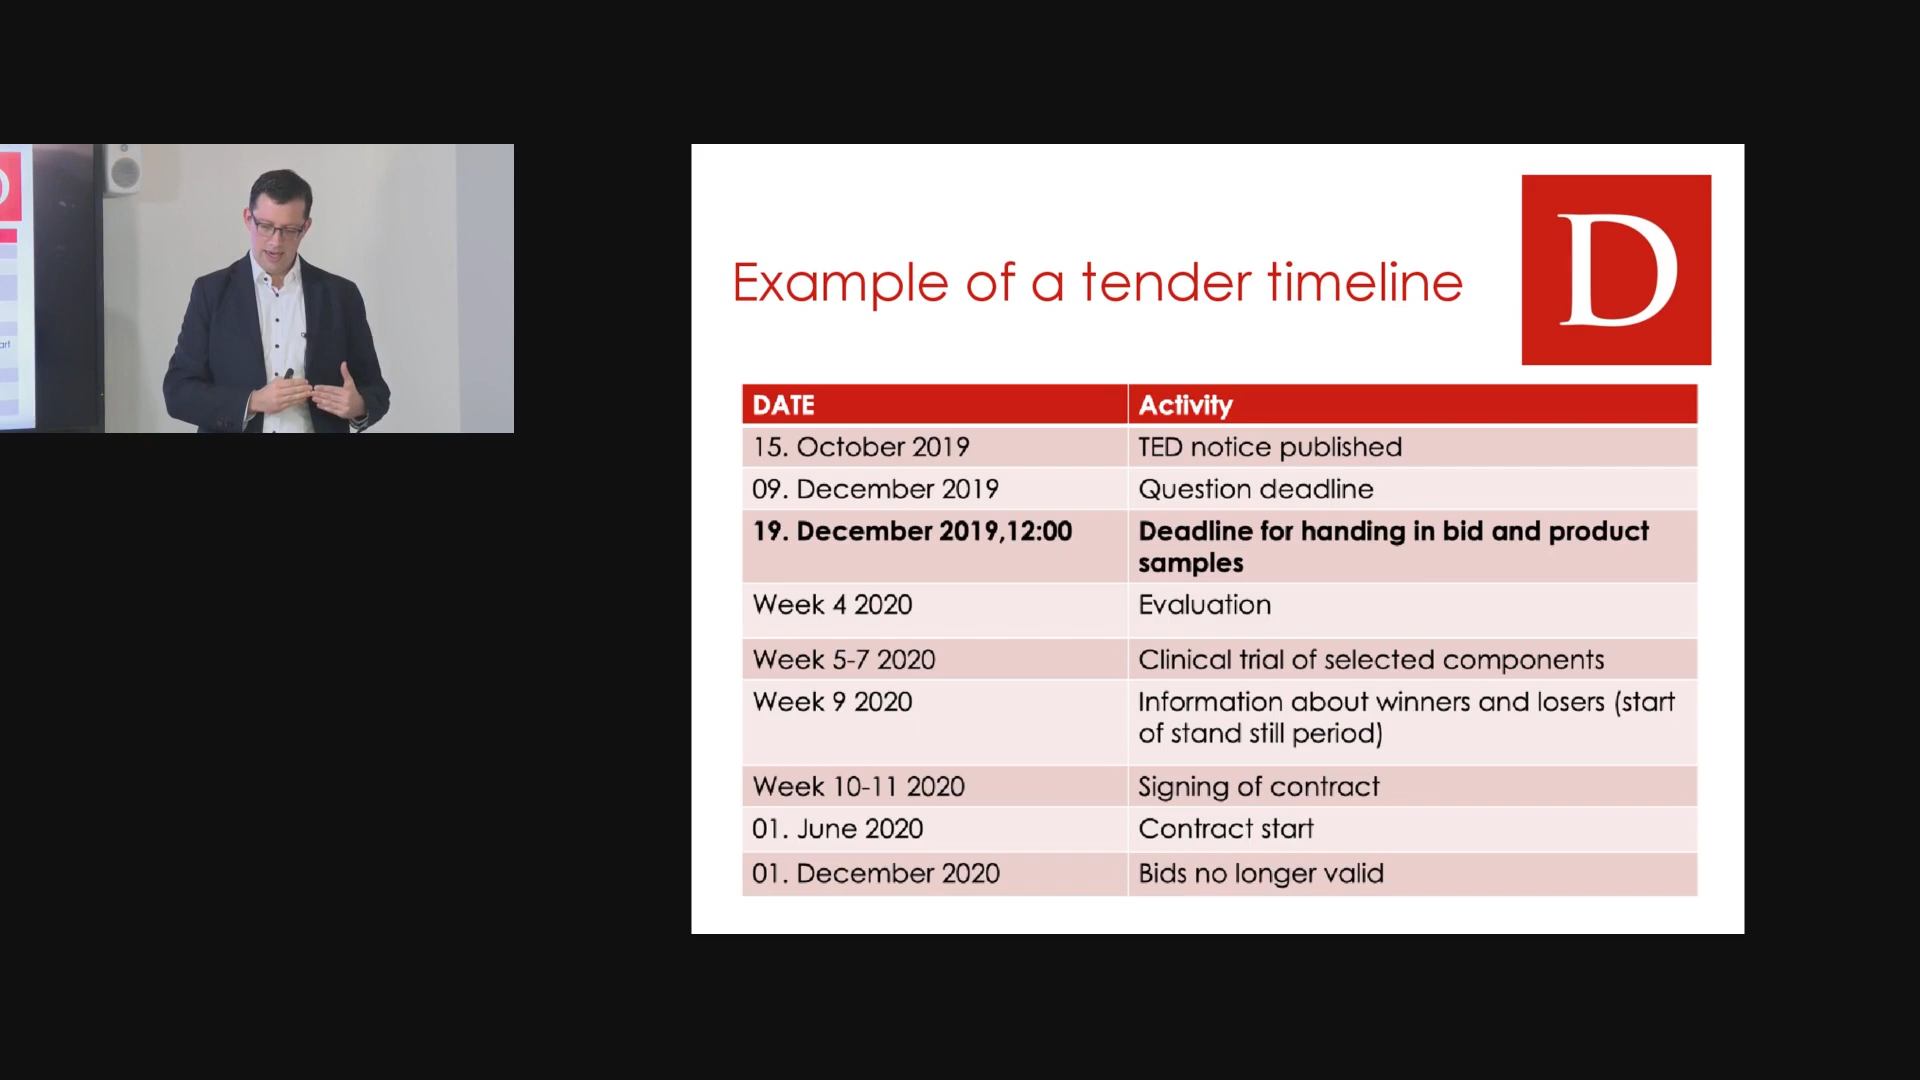 art
Example of a tender timeline
D
DATE Activity
15. October 2019 TED notice published
09. December 2019 Question deadline
19. December 2019,12:00 Deadline for handing in bid and product
samples
Week 4 2020 Evaluation
Week 5-7 2020 Clinical trial of selected components
Week 9 2020 Information about winners and losers (start
of stand still period)
Week 10-11 2020 Signing of contract
01. June 2020 Contract start
01. December 2020 Bids no longer valid